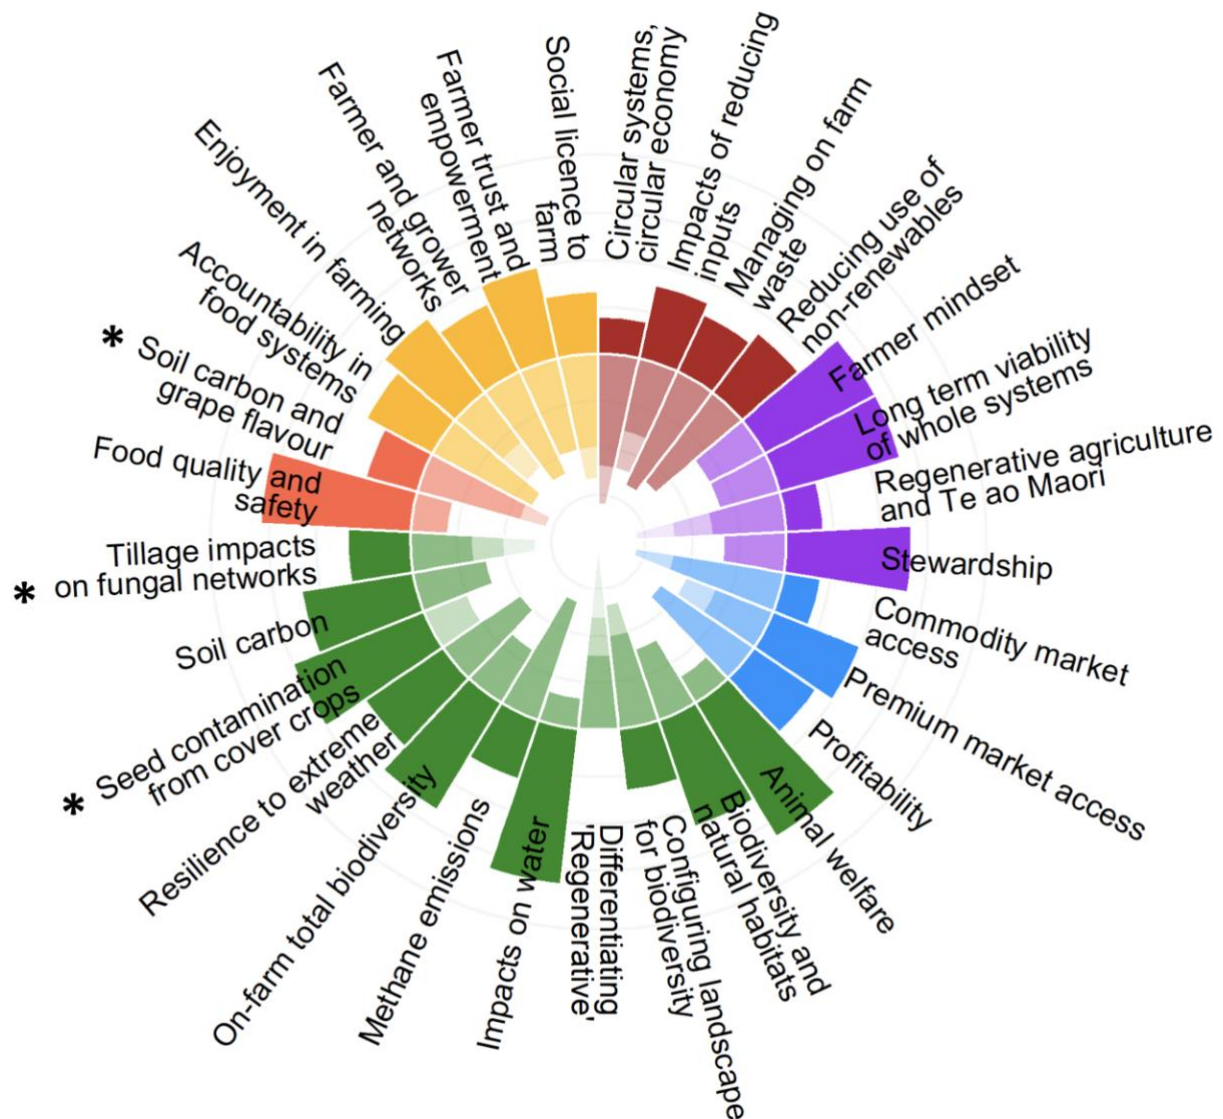 Circular systems,
circular economy
Impacts of reducing
inputs
Managing on farm
waste
Reducing use of
non-renewables
Farmer mindset
Long term viability
of whole systems
Regenerative agriculture
and Te ao Maori
Stewardship
Commodity market
access
Premium market access
Profitability
Animal welfare
Biodiversity and
natural habitats
Configuring landscape
for biodiversity
Differentiating
'Regenerative'
Impacts on water
Methane emissions
On-farm total biodiversity
Resilience to extreme
weather
* Seed contamination
from cover crops
Soil carbon
Tillage impacts
* on fungal networks
Food quality and
safety
* Soil carbon and
grape flavour
Accountability in
food systems
Enjoyment in farming
Farmer and grower
networks
Farmer trust and
empowerment
Social licence to
farm